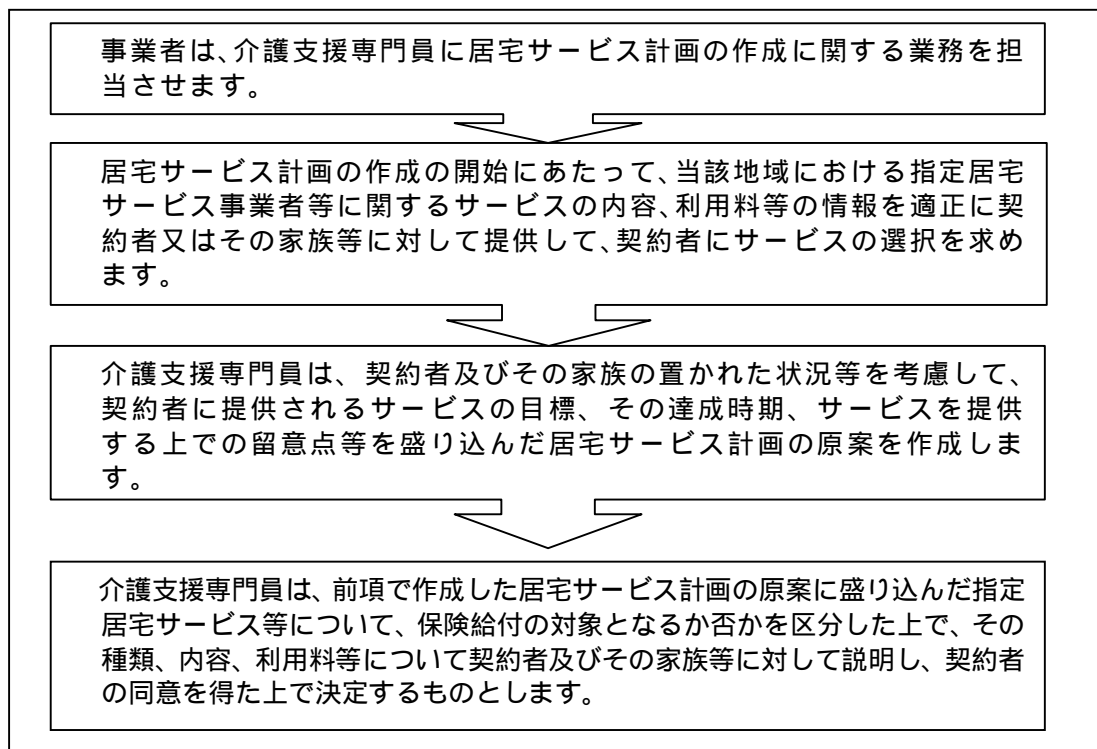 事業者は、介護支援専門員に居宅サービス計画の作成に関する業務を担
当させます。
居宅サービス計画の作成の開始にあたって、当該地域における指定居宅
サービス事業者等に関するサービスの内容、利用料等の情報を適正に契
約者又はその家族等に対して提供して、契約者にサービスの選択を求め
ます。
介護支援専門員は、契約者及びその家族の置かれた状況等を考慮して、
契約者に提供されるサービスの目標、その達成時期、サービスを提供
する上での留意点等を盛り込んだ居宅サービス計画の原案を作成しま
す。
介護支援専門員は、前項で作成した居宅サービス計画の原案に盛り込んだ指定
居宅サービス等について、保険給付の対象となるか否かを区分した上で、その
種類、内容、利用料等について契約者及びその家族等に対して説明し、契約者
の同意を得た上で決定するものとします。